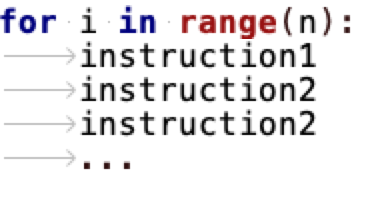 for i in range(n):
instruction1
instruction2
instruction2
...